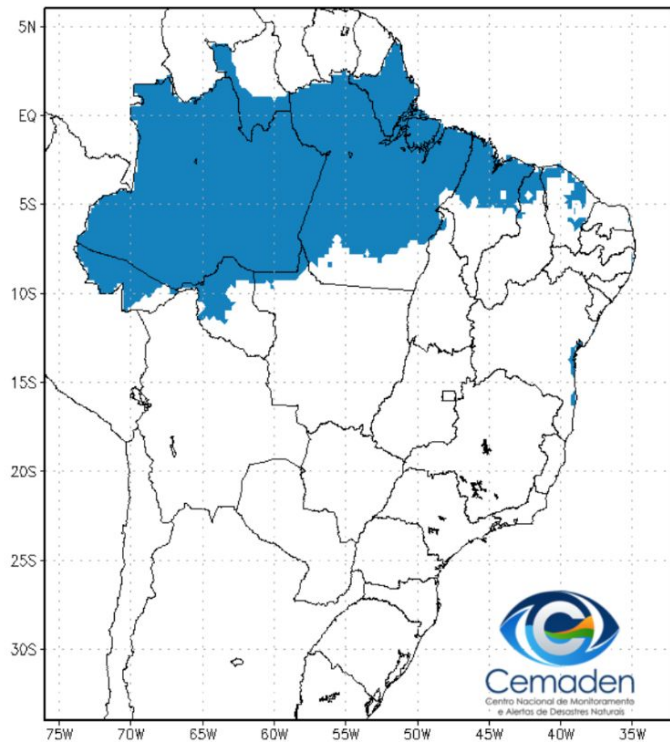 5N
EQ
5S
10S
15S
20S
25S
30S
75W 70W 65W 60W 55W 50W 45W 40W 35W
Cemaden
Centro Nacional de Monitoramento
e Alertas de Desastres Naturais